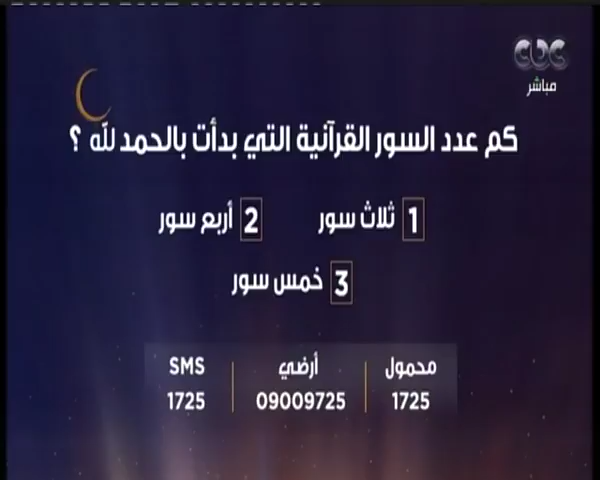 cbc
مباشر
كم عدد السور القرآنية التي بدأت بالحمد لله ؟
1 ثلاث سور 2 أربع سور
3 خمس سور
محمول أرضي SMS
1725 09009725 1725